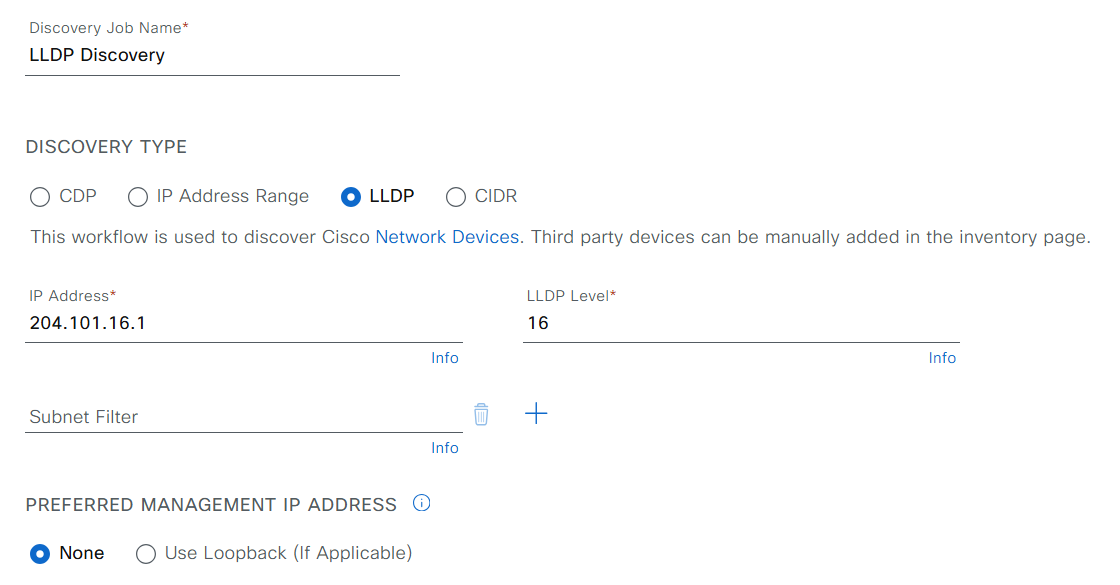 Discovery Job Name*
LLDP Discovery
DISCOVERY TYPE
CDP IP Address Range LLDP CIDR
This workflow is used to discover Cisco Network Devices. Third party devices can be manually added in the inventory page.
IP Address* LLDP Level*
204.101.16.1 16
Info Info
Subnet Filter
Info
PREFERRED MANAGEMENT IP ADDRESS
None Use Loopback (If Applicable)